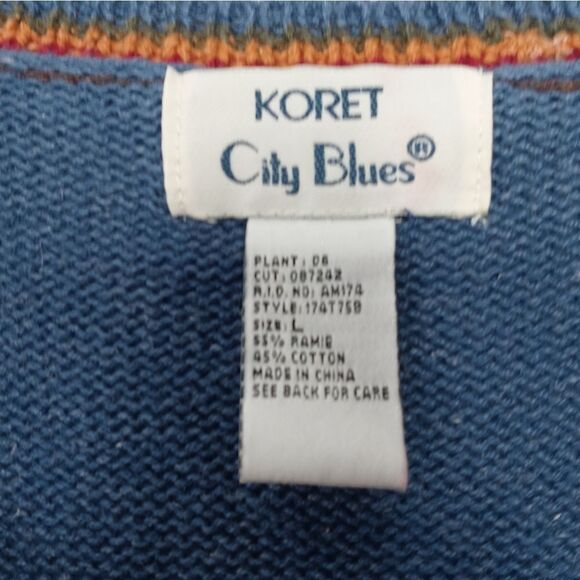 KORET
City Blues®
PLANT: 06
CUT: 087242
R.I.D. NO: AM174
STYLE: 174T759
SIZE: L
55% RAMIE
45% COTTON
MADE IN CHINA
SEE BACK FOR CARE